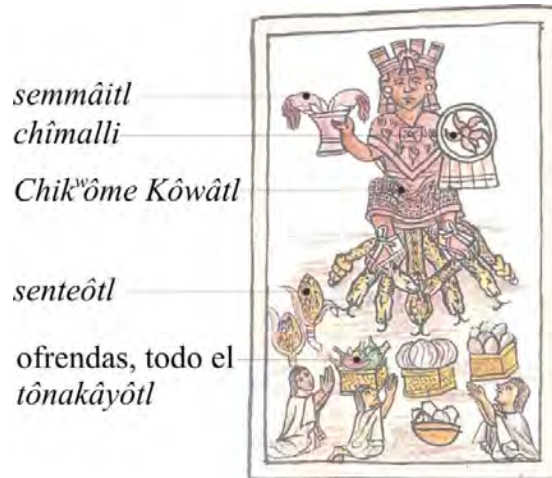 semmâitl
chîmalli
Chikʷôme Kôwâtl
senteôtl
ofrendas, todo el
tônakâyôtl